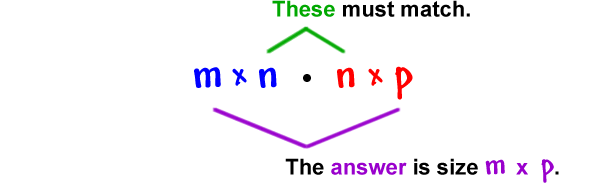 These must match.
m x n • n x p
The answer is size m x p.